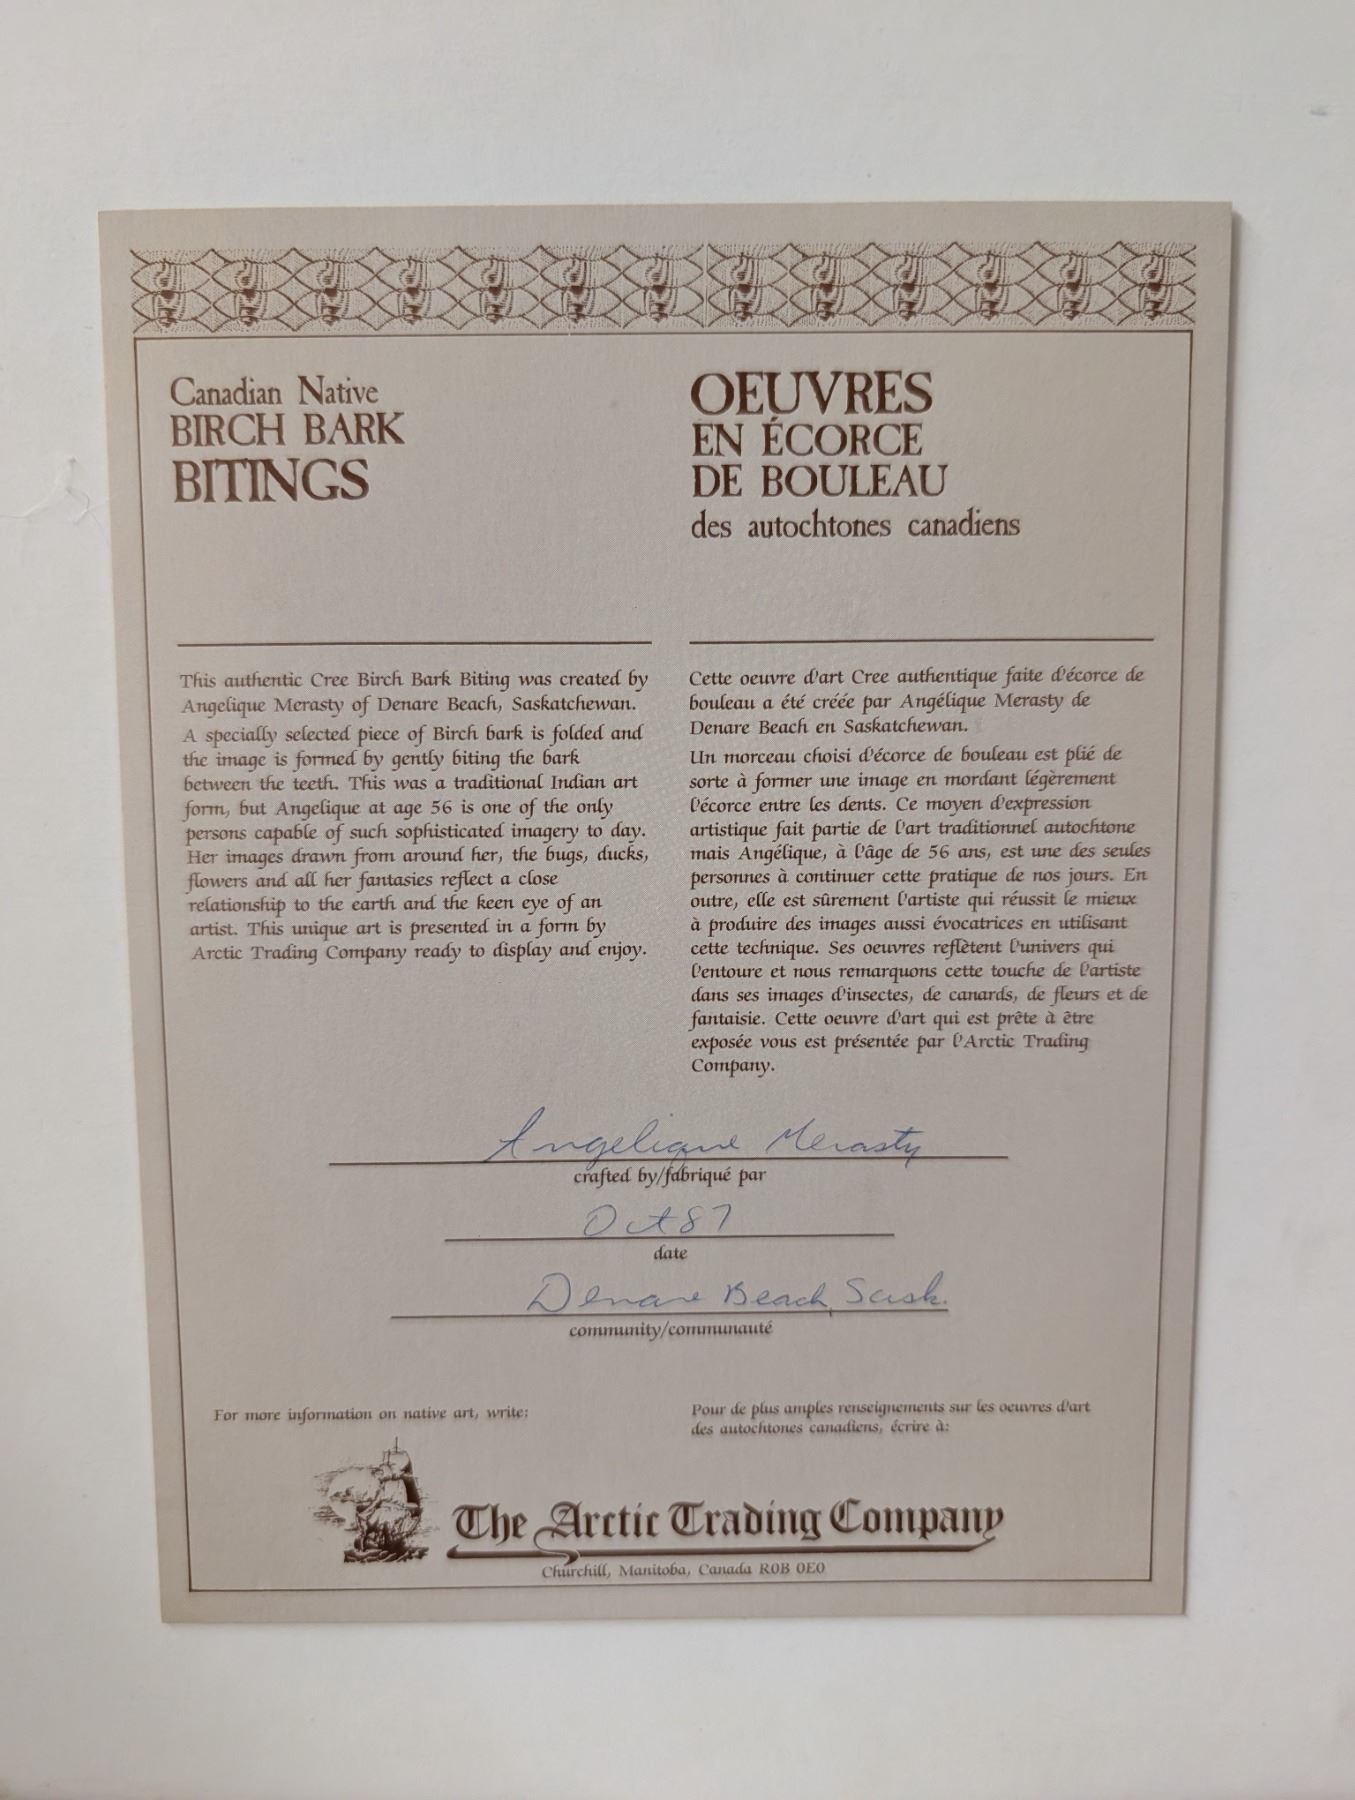 Canadian Native
BIRCH BARK
BITINGS
This authentic Cree Birch Bark Biting was created by
Angelique Merasty of Denare Beach, Saskatchewan.
A specially selected piece of Birch bark is folded and
the image is formed by gently biting the bark
between the teeth. This was a traditional Indian art
form, but Angelique at age 56 is one of the only
persons capable of such sophisticated imagery to day.
Her images drawn from around her, the bugs, ducks,
flowers and all her fantasies reflect a close
relationship to the earth and the keen eye of an
artist. This unique art is presented in a form by
Arctic Trading Company ready to display and enjoy.
OEUVRES
EN ÉCORCE
DE BOULEAU
des autochtones canadiens
Cette oeuvre d'art Cree authentique faite d'écorce de
bouleau a été créée par Angélique Merasty de
Denare Beach en Saskatchewan.
Un morceau choisi d'écorce de bouleau est plié de
sorte à former une image en mordant légèrement
l'écorce entre les dents. Ce moyen d'expression
artistique fait partie de l'art traditionnel autochtone
mais Angélique, à l'âge de 56 ans, est une des seules
personnes à continuer cette pratique de nos jours. En
outre, elle est sûrement l'artiste qui réussit le mieux
à produire des images aussi évocatrices en utilisant
cette technique. Ses oeuvres reflètent l'univers qui
l'entoure et nous remarquons cette touche de l'artiste
dans ses images d'insectes, de canards, de fleurs et de
fantaisie. Cette oeuvre d'art qui est prête à être
exposée vous est présentée par l'Arctic Trading
Company.
Angelique Merasty
crafted by/fabriqué par
Oct 87
date
Denare Beach, Sask.
community/communauté
For more information on native art, write:
Pour de plus amples renseignements sur les oeuvres d'art
des autochtones canadiens, écrire à:
The Arctic Trading Company
Churchill, Manitoba, Canada R0B 0E0